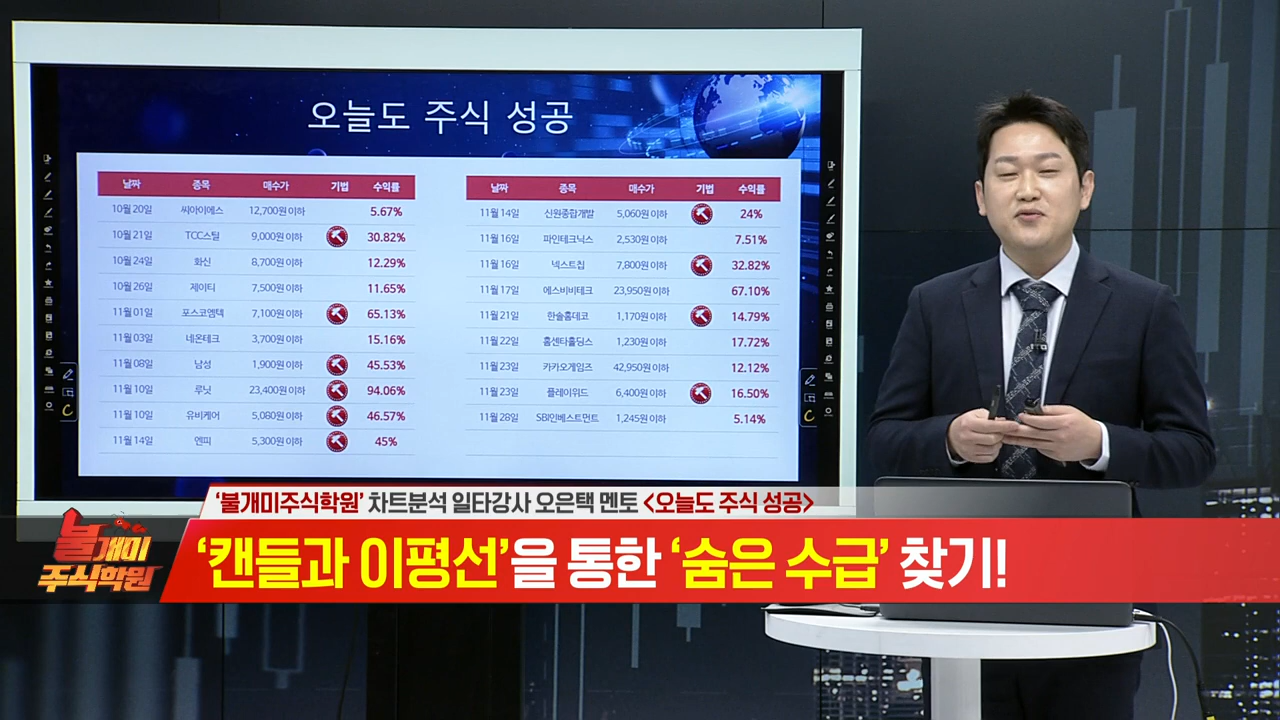 오늘도 주식 성공
날짜 종목 매수가 기법 수익률
10월 20일 씨아이에스 12,700원 이하 5.67%
10월 21일 TCC스틸 9,000원 이하 30.82%
10월 24일 화신 8,700원 이하 12.29%
10월 26일 제이티 7,500원 이하 11.65%
11월 01일 포스코엠텍 7,100원 이하 65.13%
11월 03일 네온테크 3,700원 이하 15.16%
11월 08일 남성 1,900원 이하 45.53%
11월 10일 루닛 23,400원 이하 94.06%
11월 10일 유비케어 5,080원 이하 46.57%
11월 14일 엔피 5,300원 이하 45%
날짜 종목 매수가 기법 수익률
11월 14일 신원종합개발 5,060원 이하 24%
11월 16일 파인테크닉스 2,530원 이하 7.51%
11월 16일 넥스트칩 7,800원 이하 32.82%
11월 17일 에스비비테크 23,950원 이하 67.10%
11월 21일 한솔홈데코 1,170원 이하 14.79%
11월 22일 홈센타홀딩스 1,230원 이하 17.72%
11월 23일 카카오게임즈 42,950원 이하 12.12%
11월 23일 플레이위드 6,400원 이하 16.50%
11월 28일 SBI인베스트먼트 1,245원 이하 5.14%
'불개미주식학원' 차트분석 일타강사 오은택 멘토 <오늘도 주식 성공>
불개미
주식학원
'캔들과 이평선'을 통한 '숨은 수급' 찾기!